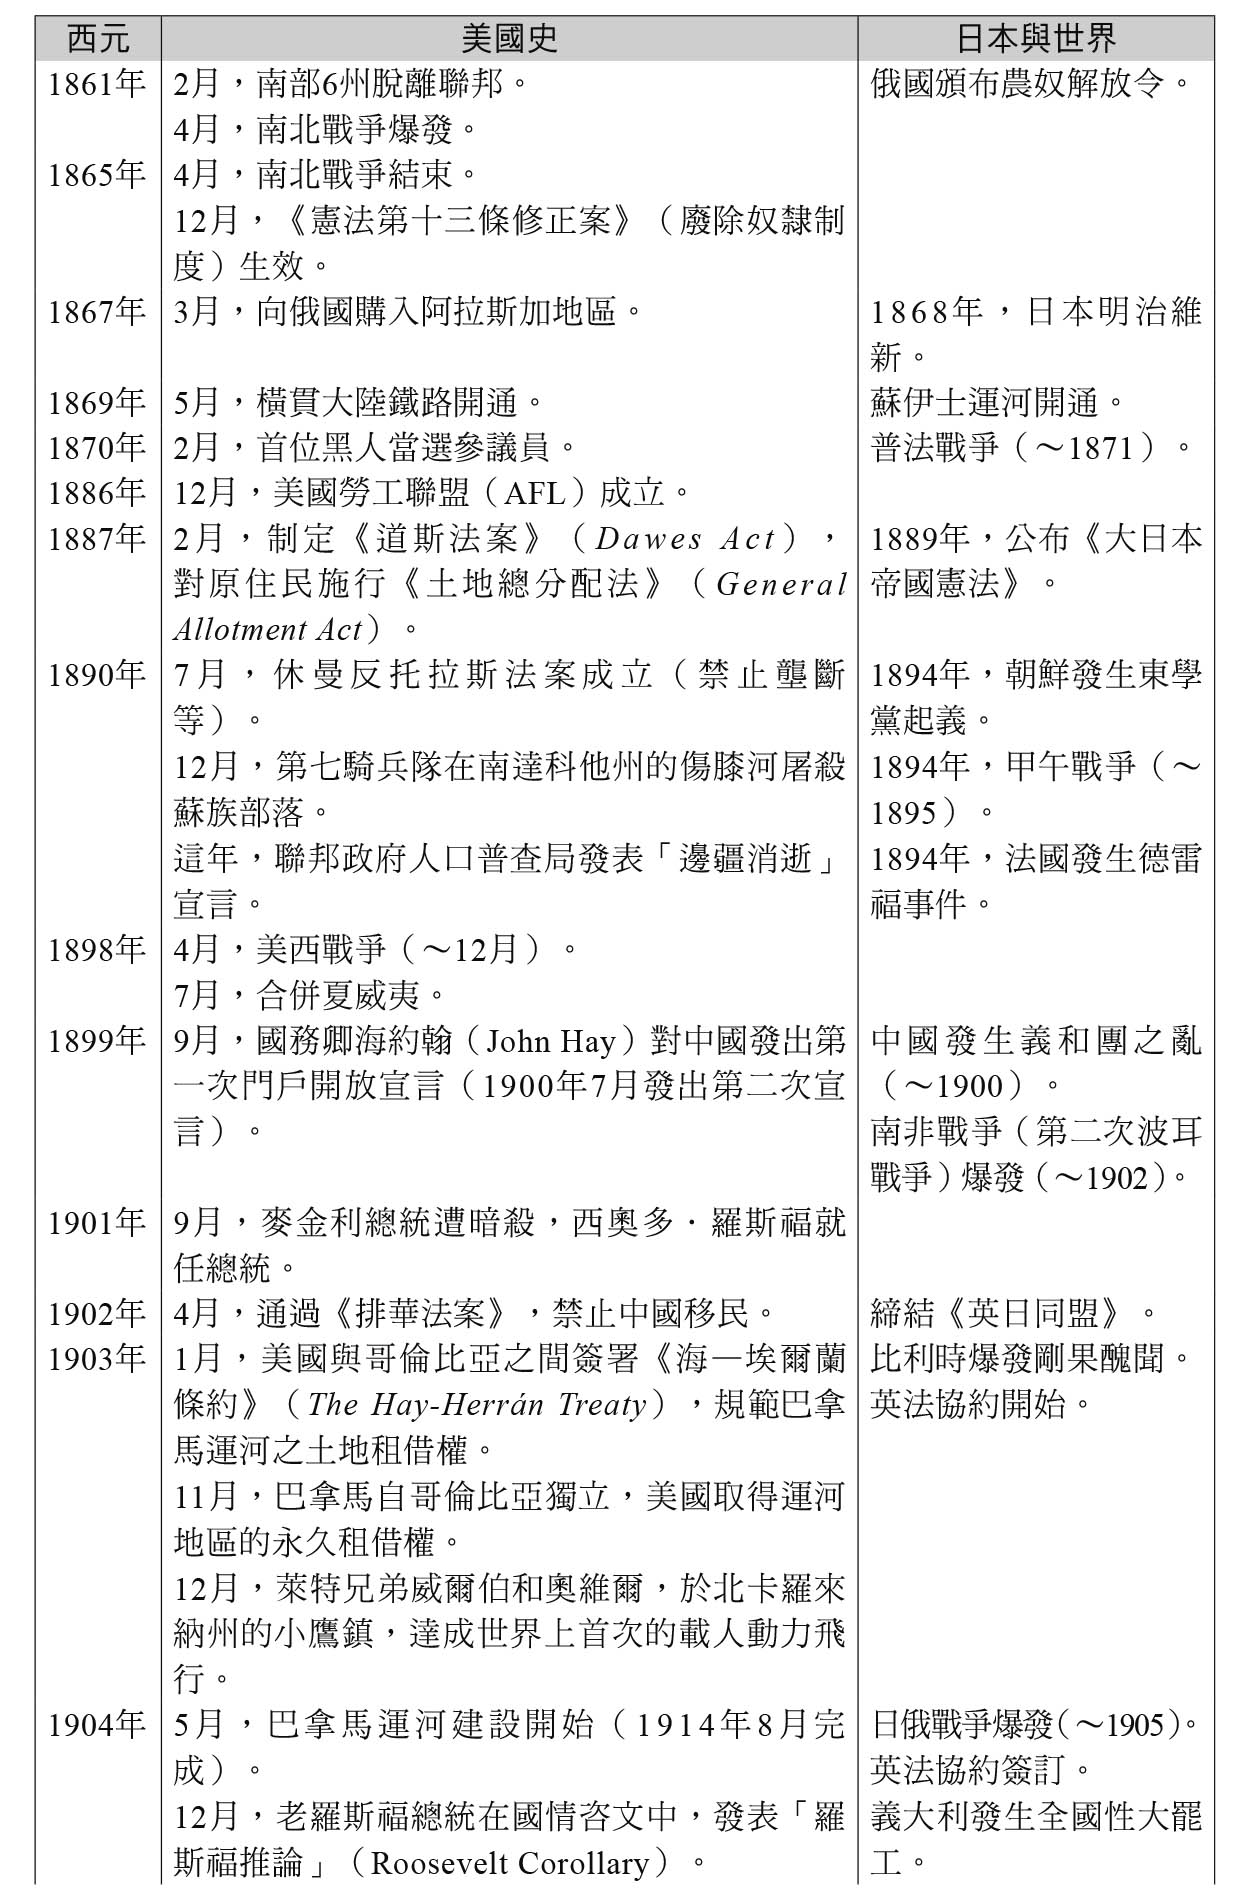 西元 美國史 日本與世界
1861年 2月，南部6州脫離聯邦。 俄國頒布農奴解放令。
4月，南北戰爭爆發。
1865年 4月，南北戰爭結束。
12月，《憲法第十三條修正案》（廢除奴隸制
度）生效。
1867年 3月，向俄國購入阿拉斯加地區。 1868年，日本明治維
新。
1869年 5月，橫貫大陸鐵路開通。 蘇伊士運河開通。
1870年 2月，首位黑人當選參議員。 普法戰爭（～1871）。
1886年 12月，美國勞工聯盟（AFL）成立。
1887年 2月，制定《道斯法案》（Dawes Act）， 1889年，公布《大日本
對原住民施行《土地總分配法》（General 帝國憲法》。
Allotment Act）。
1890年 7月，休曼反托拉斯法案成立（禁止壟斷 1894年，朝鮮發生東學
等）。 黨起義。
12月，第七騎兵隊在南達科他州的傷膝河屠殺 1894年，甲午戰爭（～
蘇族部落。 1895）。
這年，聯邦政府人口普查局發表「邊疆消逝」 1894年，法國發生德雷
宣言。 福事件。
1898年 4月，美西戰爭（～12月）。
7月，合併夏威夷。
1899年 9月，國務卿海約翰（John Hay）對中國發出第 中國發生義和團之亂
一次門戶開放宣言（1900年7月發出第二次宣 （～1900）。
言）。 南非戰爭（第二次波耳
戰爭）爆發（～1902）。
1901年 9月，麥金利總統遭暗殺，西奧多．羅斯福就
任總統。
1902年 4月，通過《排華法案》，禁止中國移民。 締結《英日同盟》。
1903年 1月，美國與哥倫比亞之間簽署《海—埃爾蘭 比利時爆發剛果醜聞。
條約》（The Hay-Herrán Treaty），規範巴拿 英法協約開始。
馬運河之土地租借權。
11月，巴拿馬自哥倫比亞獨立，美國取得運河
地區的永久租借權。
12月，萊特兄弟威爾伯和奧維爾，於北卡羅來
納州的小鷹鎮，達成世界上首次的載人動力飛
行。
1904年 5月，巴拿馬運河建設開始（1914年8月完 日俄戰爭爆發（～1905）。
成）。 英法協約簽訂。
12月，老羅斯福總統在國情咨文中，發表「羅 義大利發生全國性大罷
斯福推論」（Roosevelt Corollary）。 工。